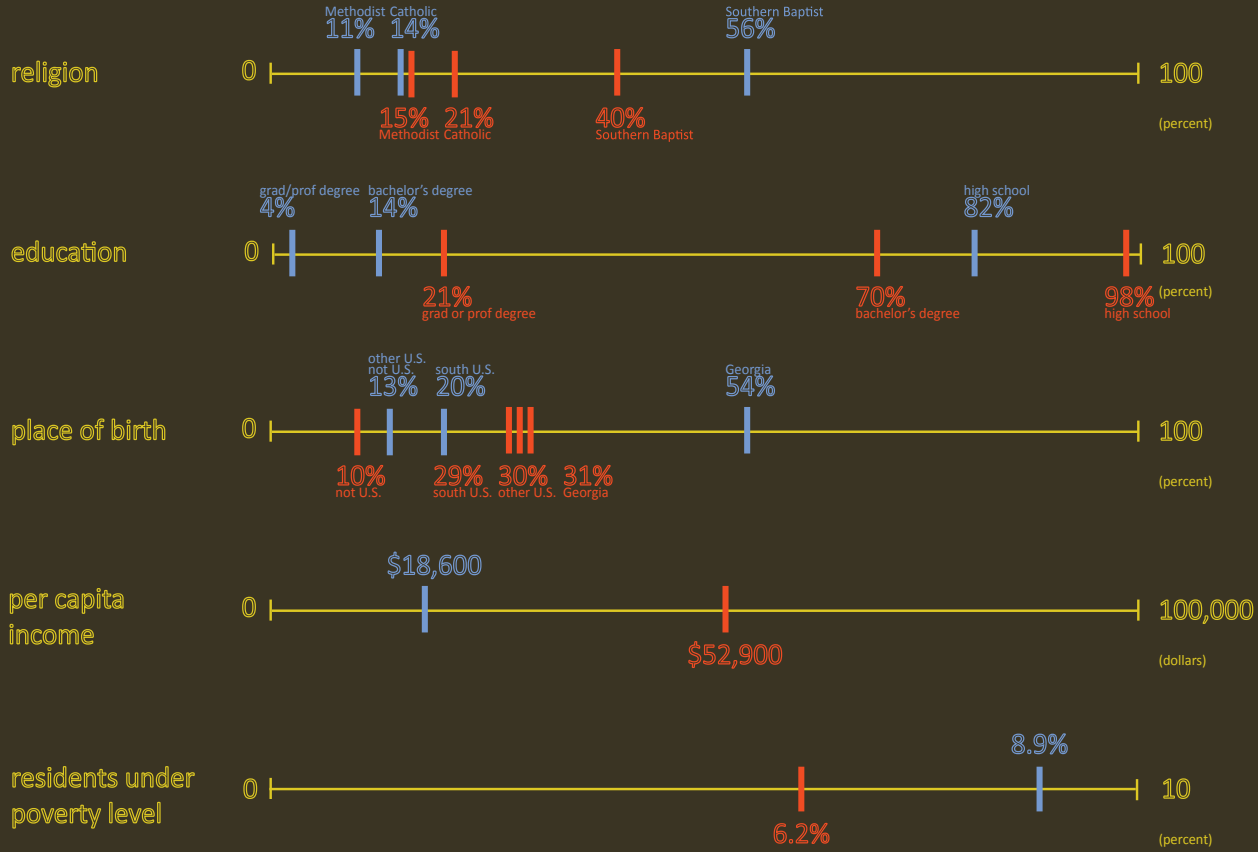 Methodist Catholic Southern Baptist
11% 14% 56%
religion 0 100
15% 21% 40%
Methodist Catholic Southern Baptist
(percent)
grad/prof degree bachelor's degree high school
4% 14% 82%
education 0 100
21% 70% 98% (percent)
grad or prof degree bachelor's degree high school
other U.S.
not U.S. south U.S. Georgia
13% 20% 54%
place of birth 0 100
10% 29% 30% 31%
not U.S. south U.S. other U.S. Georgia
(percent)
$18,600
per capita
income
0 100,000
$52,900
(dollars)
8.9%
residents under
poverty level
0 10
6.2%
(percent)